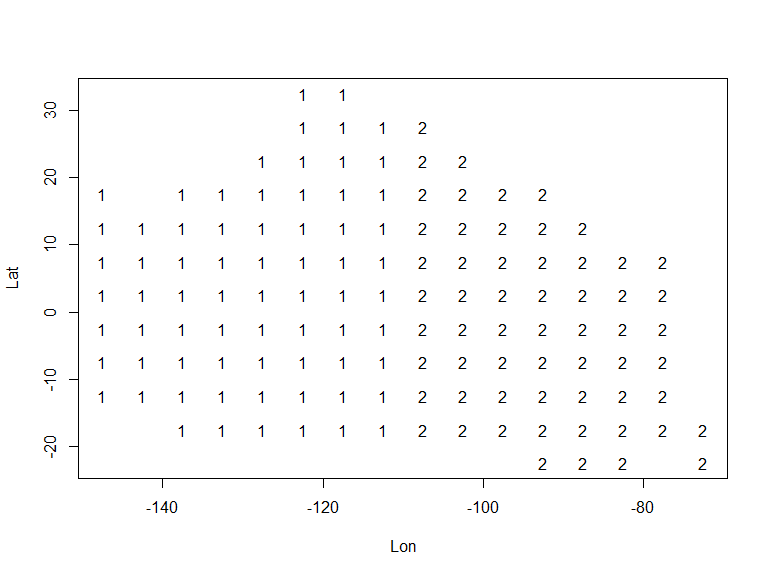 1 1
30
1 1 1 2
1 1 1 1 2 2
20
1 1 1 1 1 1 1 2 2 2 2
1 1 1 1 1 1 1 1 2 2 2 2 2
10
1 1 1 1 1 1 1 1 2 2 2 2 2 2 2
Lat
1 1 1 1 1 1 1 1 2 2 2 2 2 2 2
0
1 1 1 1 1 1 1 1 2 2 2 2 2 2 2
1 1 1 1 1 1 1 1 2 2 2 2 2 2 2
-10
1 1 1 1 1 1 1 1 2 2 2 2 2 2 2
1 1 1 1 1 1 2 2 2 2 2 2 2 2
-20
2 2 2 2
-140 -120 -100 -80
Lon